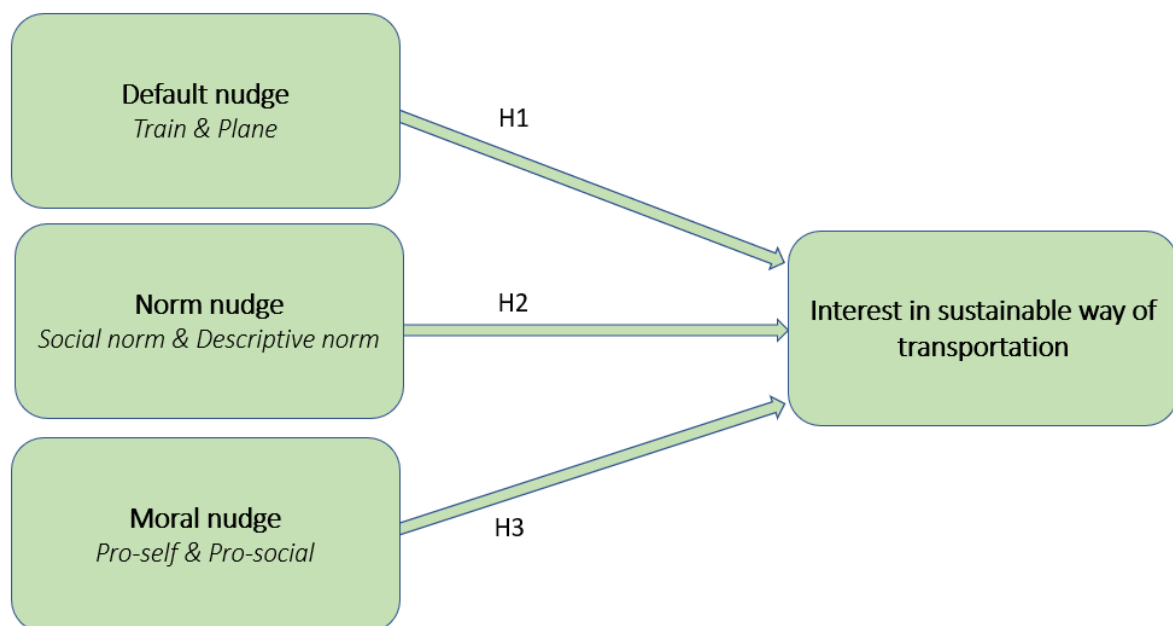 Default nudge
Train & Plane
H1
Norm nudge
Social norm & Descriptive norm
H2
Interest in sustainable way of
transportation
Moral nudge
Pro-self & Pro-social
H3